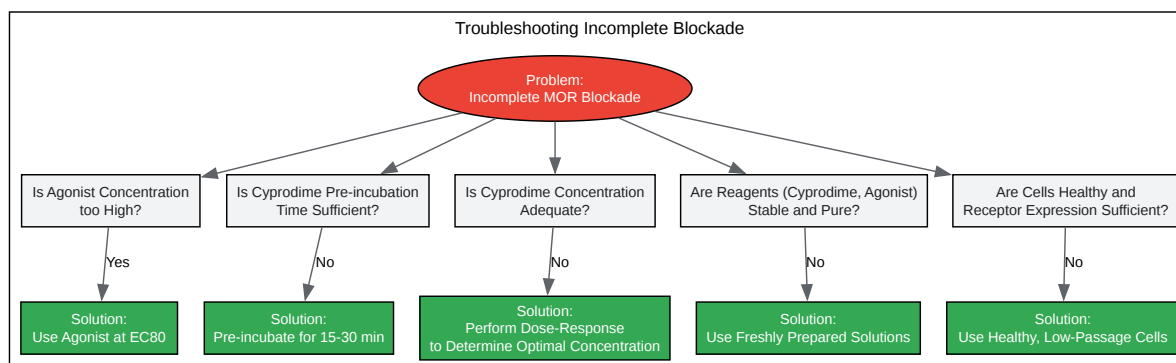 Troubleshooting Incomplete Blockade
Problem:
Incomplete MOR Blockade
Is Agonist Concentration
too High?
Is Cyprodime Pre-incubation
Time Sufficient?
Is Cyprodime Concentration
Adequate?
Are Reagents (Cyprodime, Agonist)
Stable and Pure?
Are Cells Healthy and
Receptor Expression Sufficient?
Yes
No
No
No
No
Solution:
Use Agonist at EC80
Solution:
Pre-incubate for 15-30 min
Solution:
Perform Dose-Response
to Determine Optimal Concentration
Solution:
Use Freshly Prepared Solutions
Solution:
Use Healthy, Low-Passage Cells